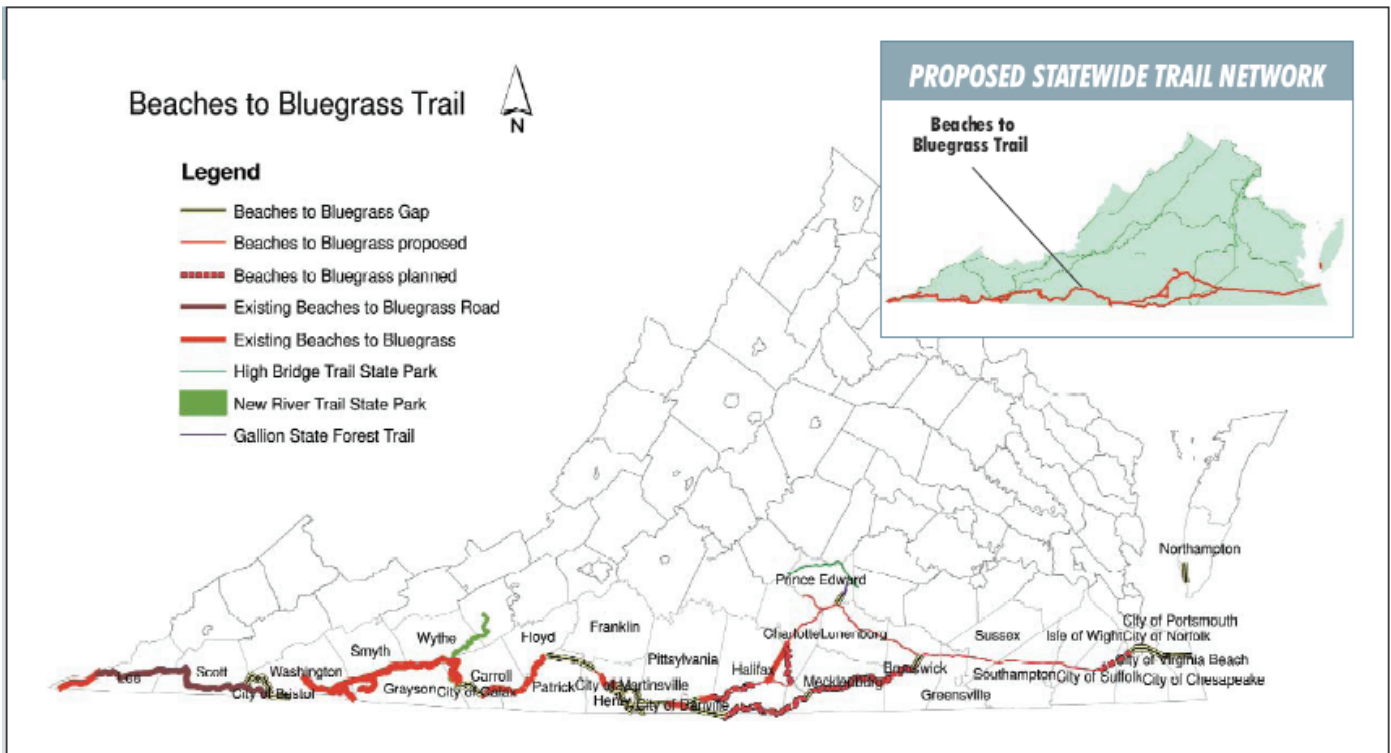 Beaches to Bluegrass Trail
N
PROPOSED STATEWIDE TRAIL NETWORK
Beaches to
Bluegrass Trail
Legend
Beaches to Bluegrass Gap
Beaches to Bluegrass proposed
Beaches to Bluegrass planned
Existing Beaches to Bluegrass Road
Existing Beaches to Bluegrass
High Bridge Trail State Park
New River Trail State Park
Gallion State Forest Trail
Northampton
Prince Edward
City of Portsmouth
Wythe
Floyd
Franklin
Charlotte
Lunenburg
Sussex
Isle of Wight
City of Norfolk
Smyth
Pittsylvania
Lee
Scott
Washington
Carroll
Halifax
Brunswick
City of Virginia Beach
City of Bristol
Grayson
City of Galax
Patrick
City of Martinsville
Mecklenburg
Southampton
City of Suffolk
City of Chesapeake
Henry
City of Danville
Greensville